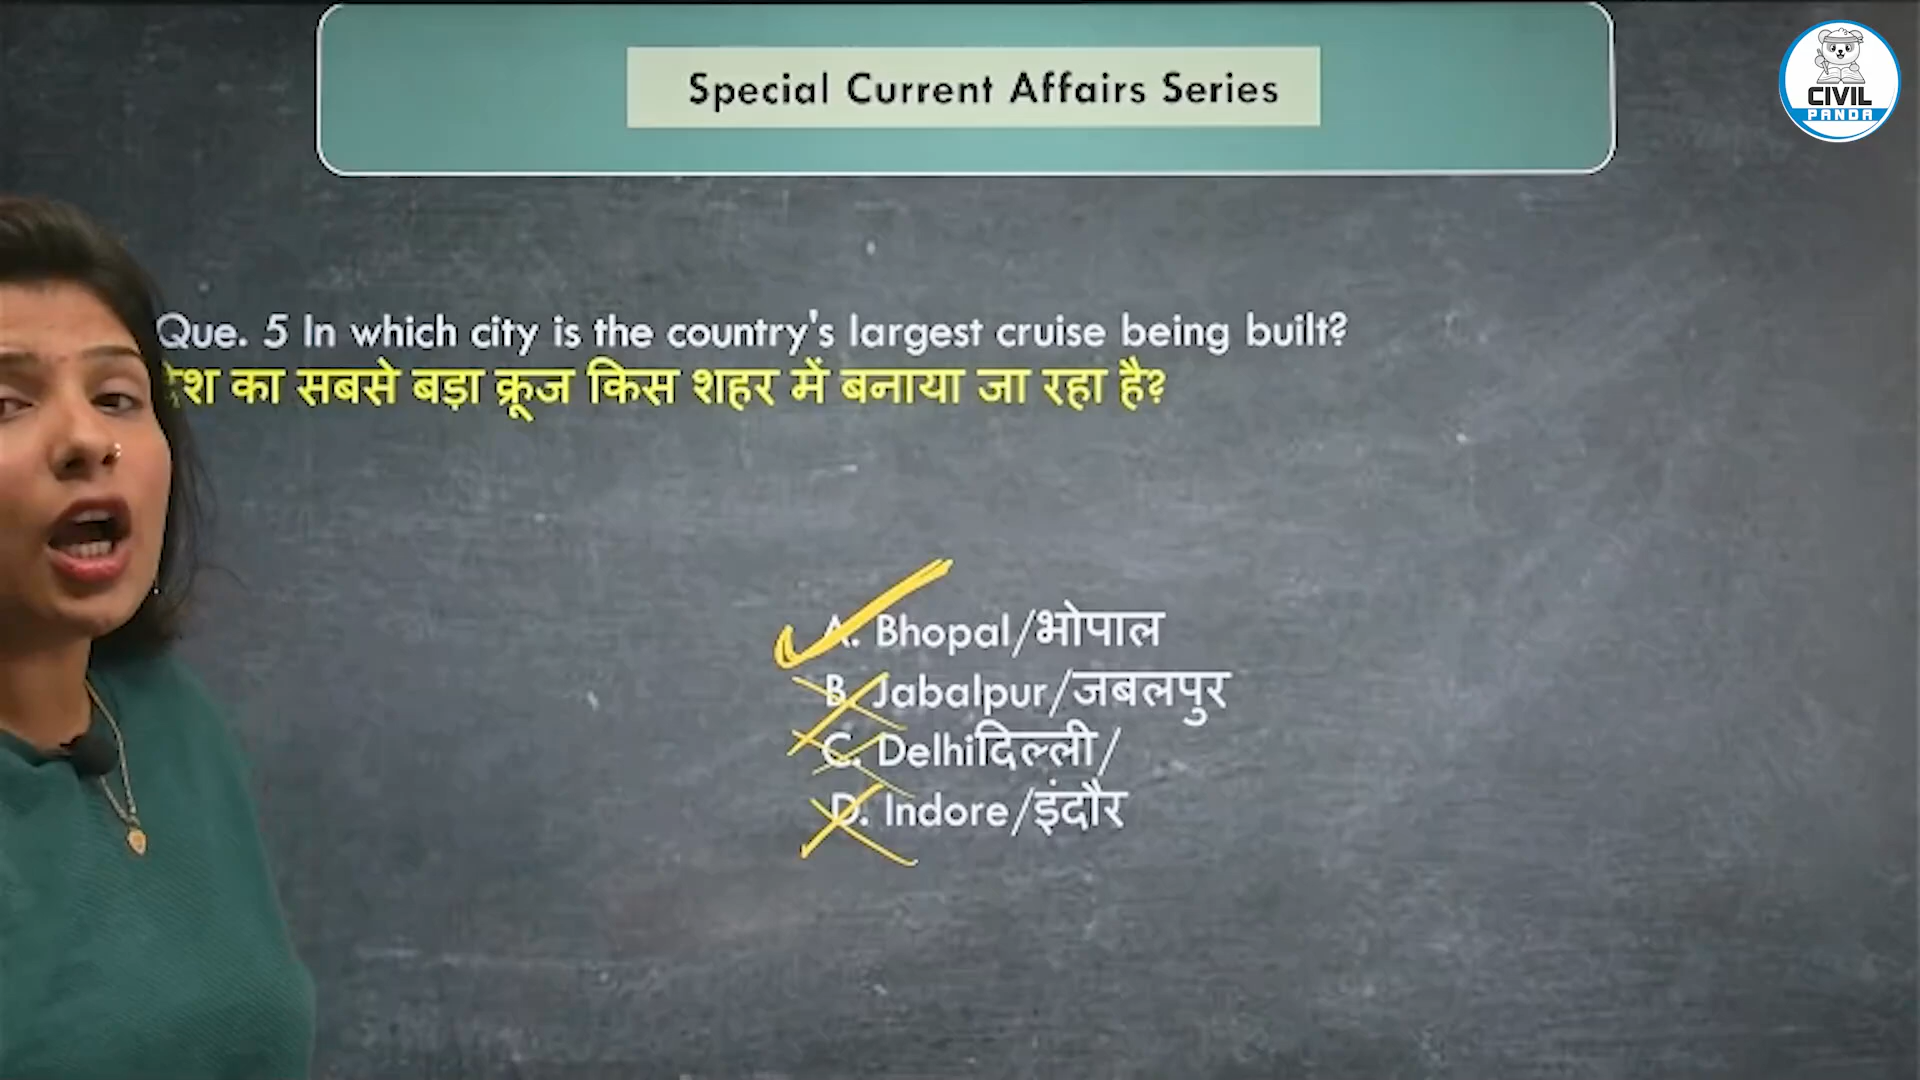 Special Current Affairs Series
CIVIL
PANDA
Que. 5 In which city is the country's largest cruise being built?
का सबसे बड़ा क्रूज किस शहर में बनाया जा रहा है?
A. Bhopal/भोपाल
B. Jabalpur/जबलपुर
C. Delhiदिल्ली/
D. Indore/इंदौर